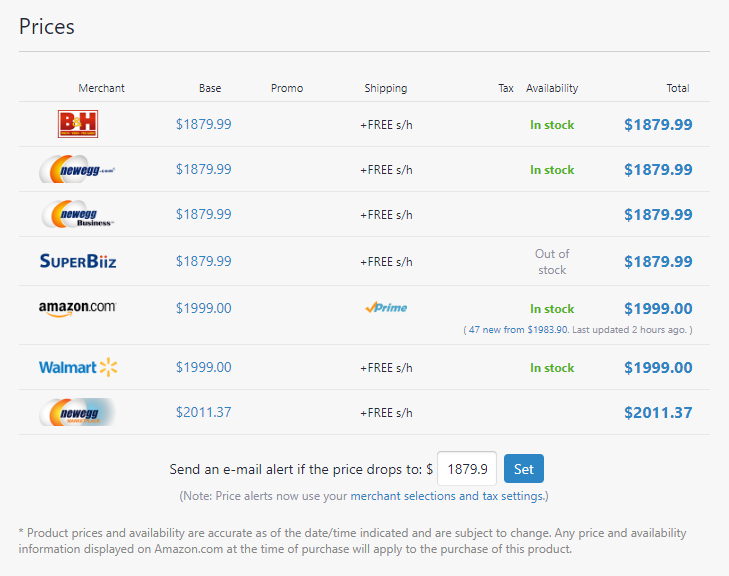 Prices
Merchant Base Promo Shipping Tax Availability Total
B&H $1879.99 +FREE s/h In stock $1879.99
newegg.com $1879.99 +FREE s/h In stock $1879.99
newegg Business $1879.99 +FREE s/h $1879.99
SUPERBiiz $1879.99 +FREE s/h Out of stock $1879.99
amazon.com $1999.00 Prime In stock $1999.00
( 47 new from $1983.90. Last updated 2 hours ago. )
Walmart $1999.00 +FREE s/h In stock $1999.00
newegg $2011.37 +FREE s/h $2011.37
Send an e-mail alert if the price drops to: $ 1879.9 Set
(Note: Price alerts now use your merchant selections and tax settings.)
* Product prices and availability are accurate as of the date/time indicated and are subject to change. Any price and availability
information displayed on Amazon.com at the time of purchase will apply to the purchase of this product.